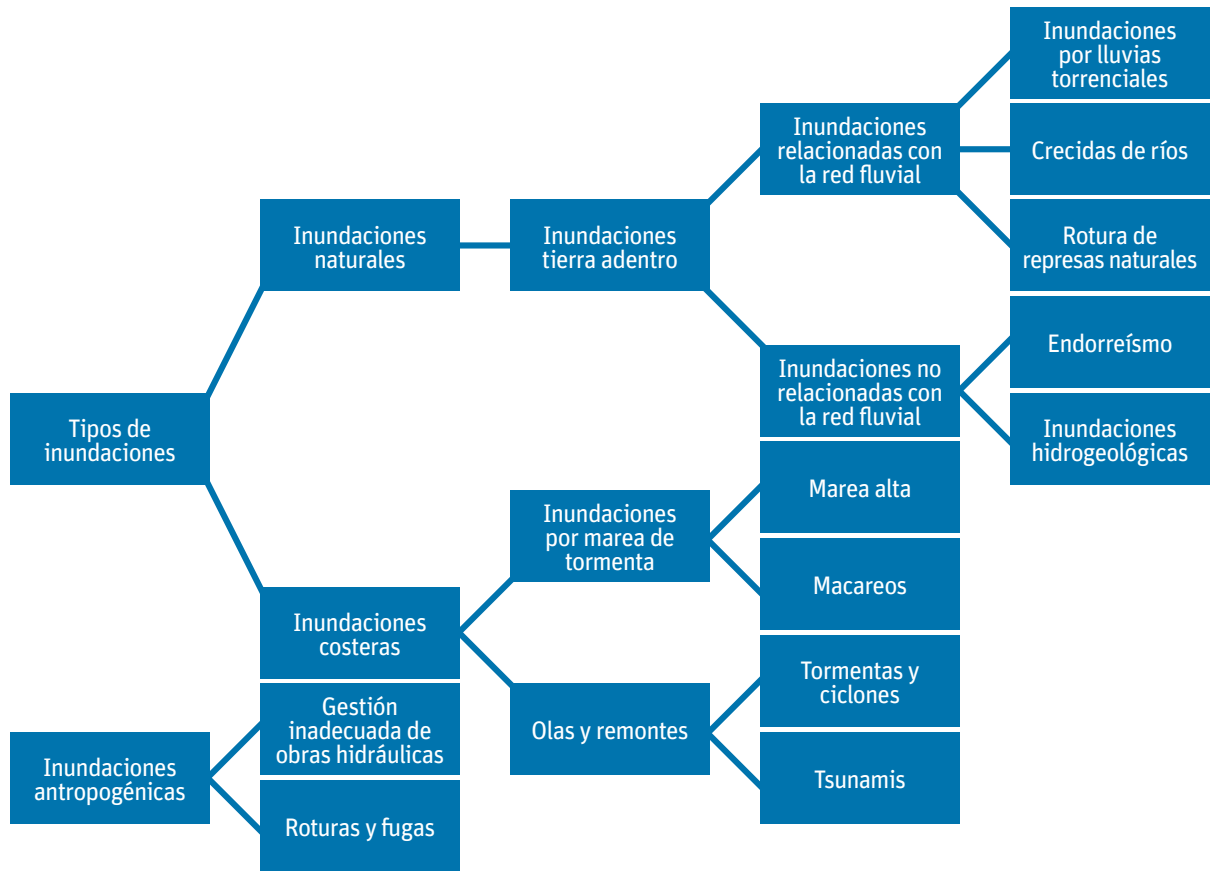 Inundaciones
por lluvias
torrenciales
Inundaciones
relacionadas con
la red fluvial
Crecidas de ríos
Inundaciones
naturales
Inundaciones
tierra adentro
Rotura de
represas naturales
Endorreísmo
Inundaciones no
relacionadas con
la red fluvial
Tipos de
inundaciones
Inundaciones
hidrogeológicas
Marea alta
Inundaciones
por marea de
tormenta
Macareos
Inundaciones
costeras
Tormentas y
ciclones
Gestión
inadecuada de
obras hidráulicas
Olas y remontes
Inundaciones
antropogénicas
Tsunamis
Roturas y fugas